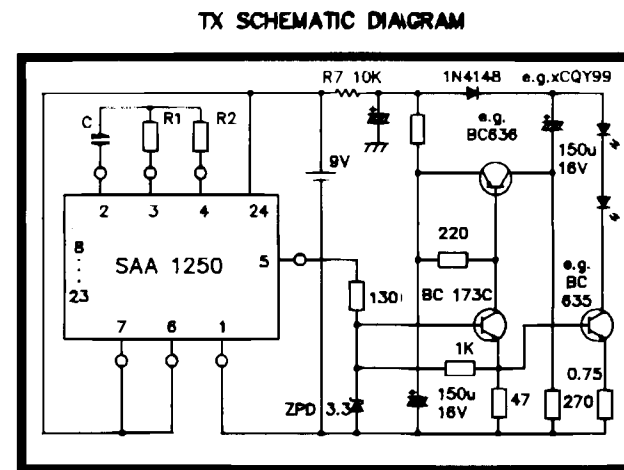 TX SCHEMATIC DIAGRAM
R7 10K
1N4148
e.g.xCQY99
C
R1
R2
9V
e.g.
BC636
150u
16V
2
3
4
24
8
23
SAA 1250
5
220
130
BC 173C
e.g.
BC
635
7
6
1
1K
ZPD 3.3
150u
16V
47
270
0.75